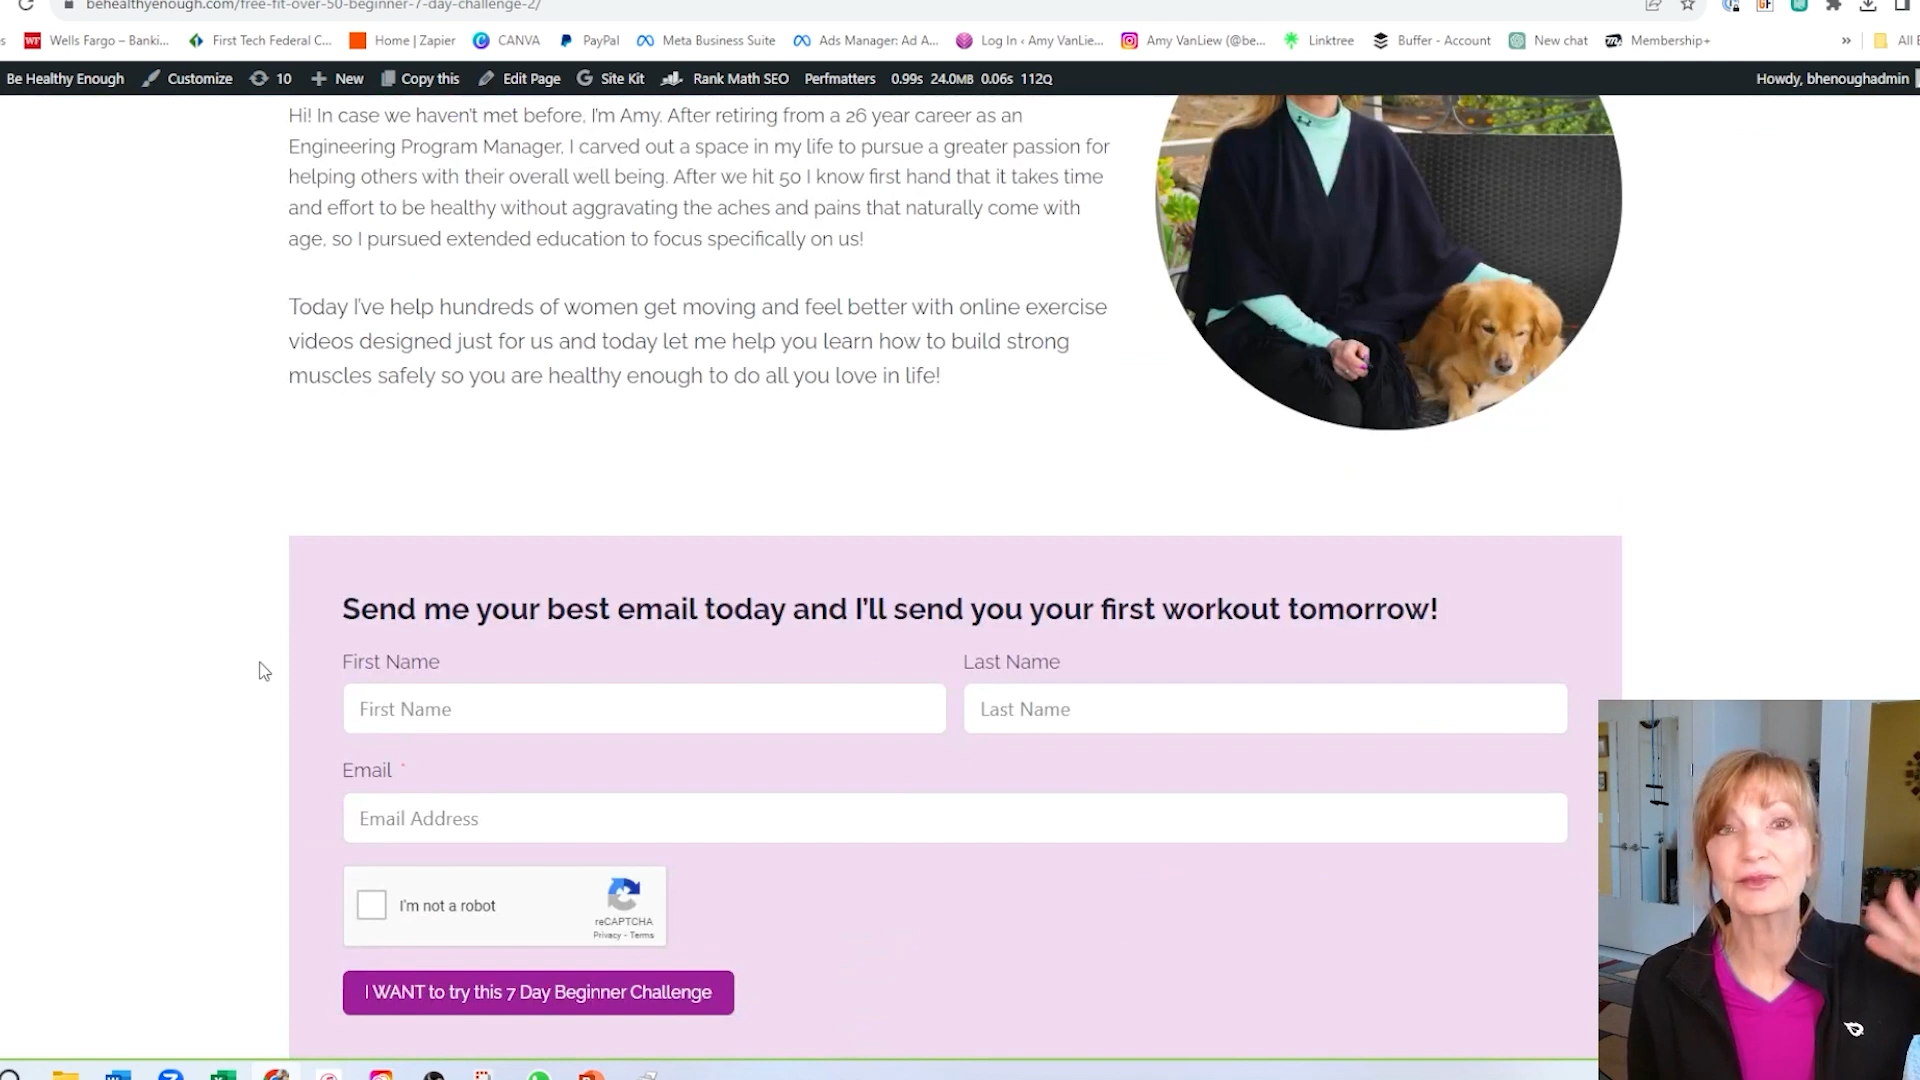 behealthyenough.com/free-fit-over-50-beginner-7-day-challenge-2/
WF Wells Fargo – Banki... First Tech Federal C... Home | Zapier CANVA PayPal Meta Business Suite Ads Manager: Ad A... Log In ‹ Amy VanLie... Amy VanLiew (@be... Linktree Buffer - Account New chat Membership+ » All
Be Healthy Enough Customize 10 New Copy this Edit Page Site Kit Rank Math SEO Perfmatters 0.99s 24.0MB 0.06s 112Q Howdy, bhenoughadmin
Hi! In case we haven't met before, I'm Amy. After retiring from a 26 year career as an
Engineering Program Manager, I carved out a space in my life to pursue a greater passion for
helping others with their overall well being. After we hit 50 I know first hand that it takes time
and effort to be healthy without aggravating the aches and pains that naturally come with
age, so I pursued extended education to focus specifically on us!
Today I've help hundreds of women get moving and feel better with online exercise
videos designed just for us and today let me help you learn how to build strong
muscles safely so you are healthy enough to do all you love in life!
Send me your best email today and I'll send you your first workout tomorrow!
First Name Last Name
First Name Last Name
Email *
Email Address
I'm not a robot
reCAPTCHA
Privacy - Terms
I WANT to try this 7 Day Beginner Challenge